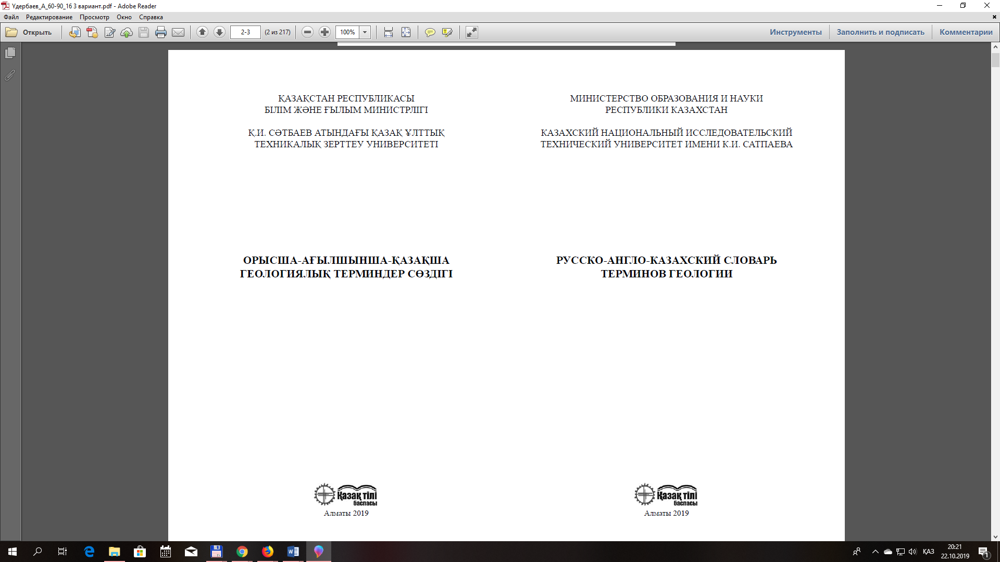 Үдербаев_А_60-90_16 3 вариант.pdf - Adobe Reader
Файл Редактирование Просмотр Окно Справка
Открыть 2-3 (2 из 217) 100% Инструменты Заполнить и подписать Комментарии
ҚАЗАҚСТАН РЕСПУБЛИКАСЫ
БІЛІМ ЖӘНЕ ҒЫЛЫМ МИНИСТРЛІГІ
Қ.И. СӘТБАЕВ АТЫНДАҒЫ ҚАЗАҚ ҰЛТТЫҚ
ТЕХНИКАЛЫҚ ЗЕРТТЕУ УНИВЕРСИТЕТІ
ОРЫСША-АҒЫЛШЫНША-ҚАЗАҚША
ГЕОЛОГИЯЛЫҚ ТЕРМИНДЕР СӨЗДІГІ
Қазақ тілі
баспасы
Алматы 2019
МИНИСТЕРСТВО ОБРАЗОВАНИЯ И НАУКИ
РЕСПУБЛИКИ КАЗАХСТАН
КАЗАХСКИЙ НАЦИОНАЛЬНЫЙ ИССЛЕДОВАТЕЛЬСКИЙ
ТЕХНИЧЕСКИЙ УНИВЕРСИТЕТ ИМЕНИ К.И. САТПАЕВА
РУССКО-АНГЛО-КАЗАХСКИЙ СЛОВАРЬ
ТЕРМИНОВ ГЕОЛОГИИ
Қазақ тілі
баспасы
Алматы 2019
ҚАЗ
20:21
22.10.2019
1